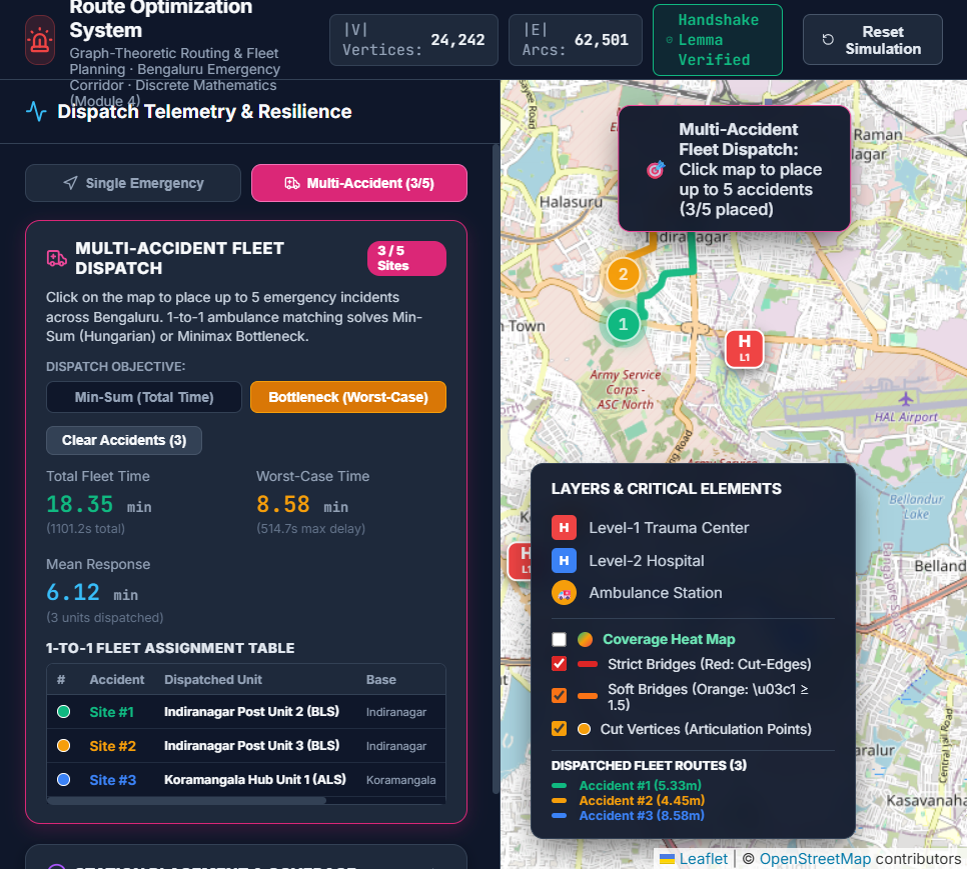 Route Optimization
System
Graph-Theoretic Routing & Fleet
Planning · Bengaluru Emergency
Corridor · Discrete Mathematics
(Module 4)
|V|
Vertices: 24,242
|E|
Arcs: 62,501
Handshake
Lemma
Verified
Reset
Simulation
Dispatch Telemetry & Resilience
Single Emergency
Multi-Accident (3/5)
MULTI-ACCIDENT FLEET
DISPATCH
3 / 5
Sites
Click on the map to place up to 5 emergency incidents
across Bengaluru. 1-to-1 ambulance matching solves Min-
Sum (Hungarian) or Minimax Bottleneck.
DISPATCH OBJECTIVE:
Min-Sum (Total Time)
Bottleneck (Worst-Case)
Clear Accidents (3)
Total Fleet Time
18.35 min
(1101.2s total)
Worst-Case Time
8.58 min
(514.7s max delay)
Mean Response
6.12 min
(3 units dispatched)
1-TO-1 FLEET ASSIGNMENT TABLE
# Accident Dispatched Unit Base
Site #1 Indiranagar Post Unit 2 (BLS) Indiranagar
Site #2 Indiranagar Post Unit 3 (BLS) Indiranagar
Site #3 Koramangala Hub Unit 1 (ALS) Koramangala
Multi-Accident
Fleet Dispatch:
Click map to place
up to 5 accidents
(3/5 placed)
Raman
Halasuru
2
1
H
L1
Army Service
Corps -
ASC North
HAL Airport
Bellandur
Lake
LAYERS & CRITICAL ELEMENTS
H Level-1 Trauma Center
H Level-2 Hospital
Ambulance Station
Coverage Heat Map
Strict Bridges (Red: Cut-Edges)
Soft Bridges (Orange: \u03c1 ≥
1.5)
Cut Vertices (Articulation Points)
DISPATCHED FLEET ROUTES (3)
Accident #1 (5.33m)
Accident #2 (4.45m)
Accident #3 (8.58m)
Leaflet | © OpenStreetMap contributors